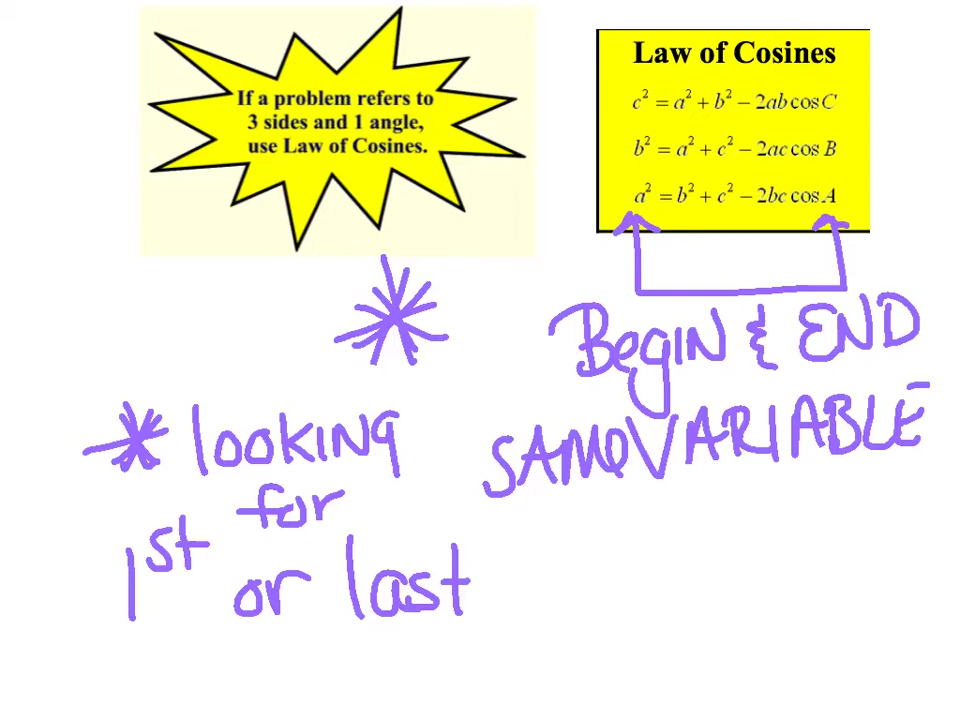 If a problem refers to
3 sides and 1 angle,
use Law of Cosines.
Law of Cosines
c² = a² + b² − 2ab cos C
b² = a² + c² − 2ac cos B
a² = b² + c² − 2bc cos A
BegIN & END
SAME VARIABLE
* lookINg
for
1st or last